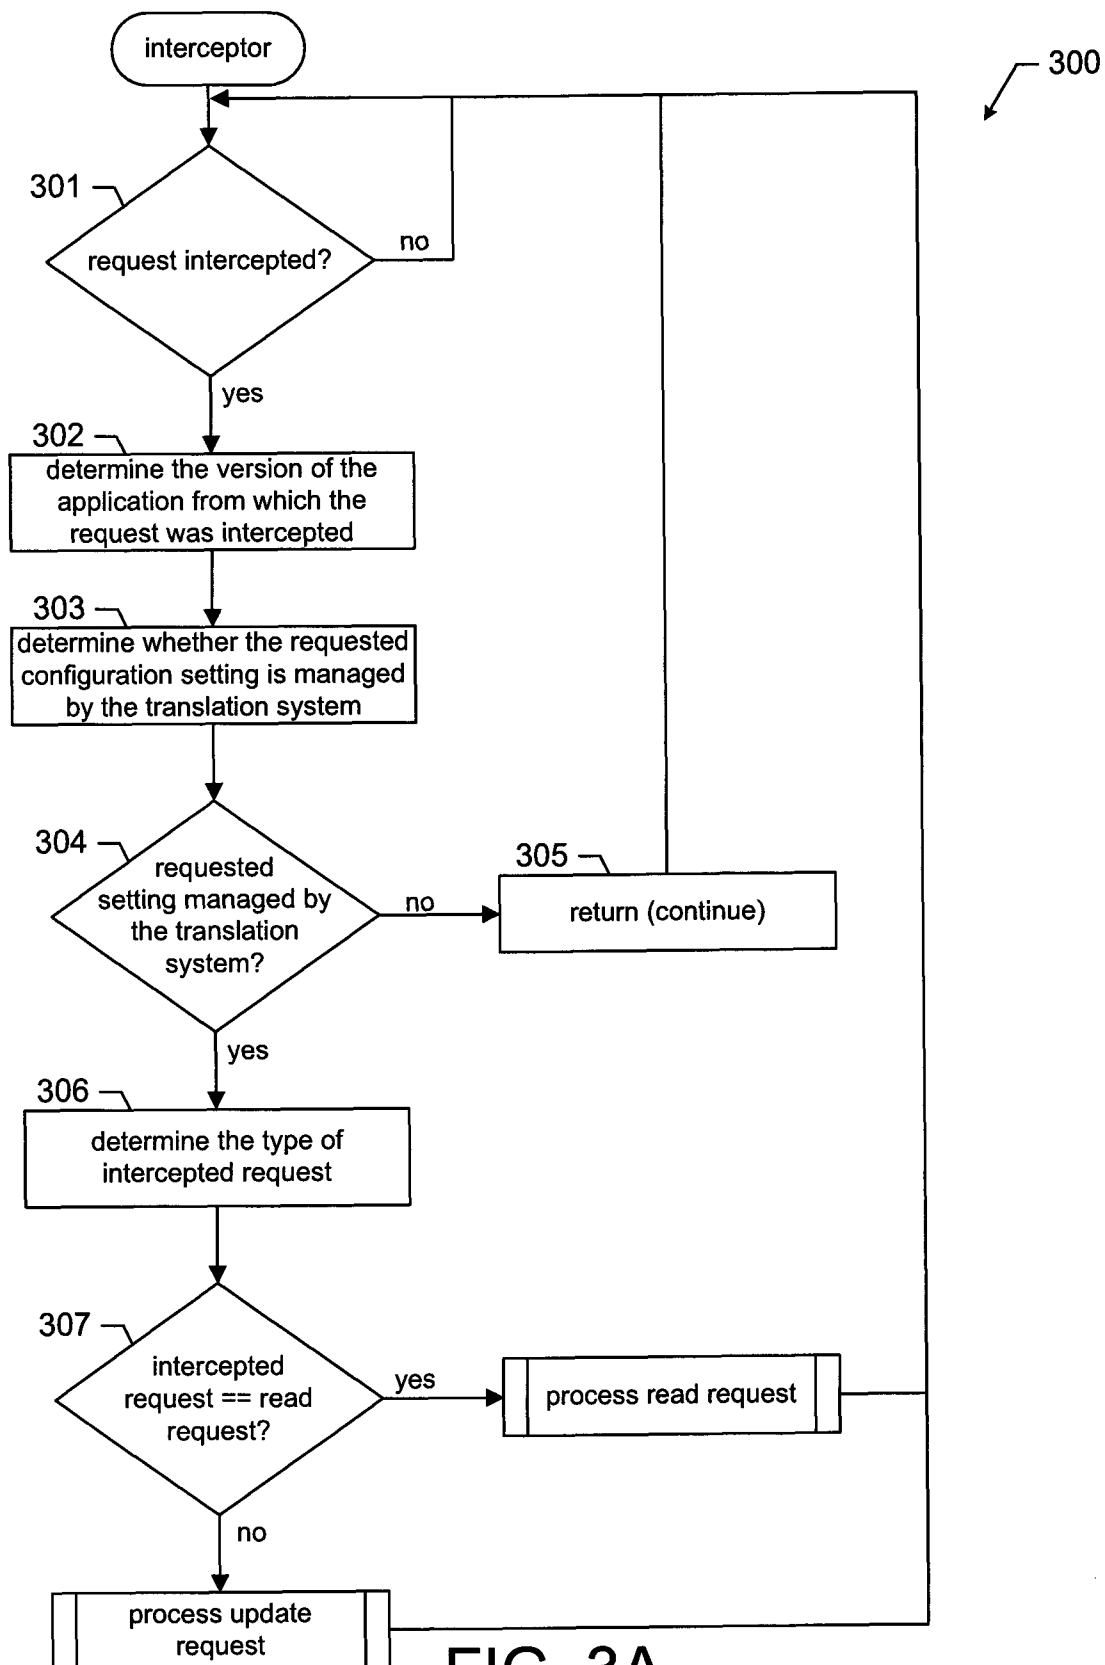 interceptor
300
301
request intercepted?
no
yes
302
determine the version of the
application from which the
request was intercepted
303
determine whether the requested
configuration setting is managed
by the translation system
304
requested
setting managed by
the translation
system?
no
305
return (continue)
yes
306
determine the type of
intercepted request
307
intercepted
request == read
request?
yes
process read request
no
process update
request
FIG. 3A